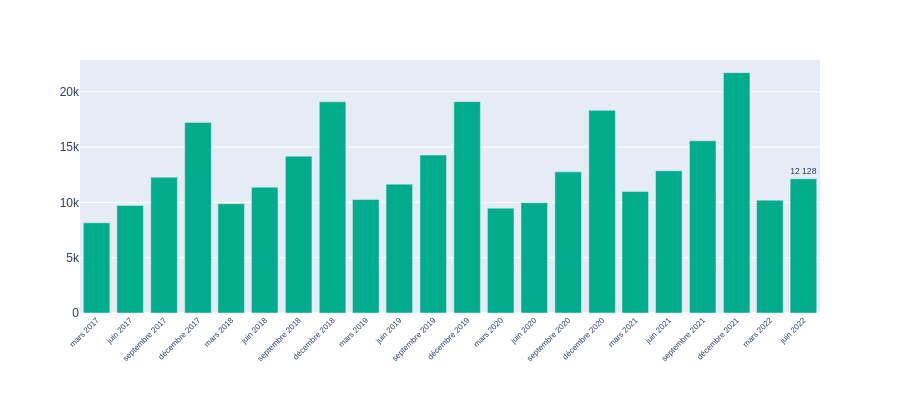 20k
15k
10k
5k
0
12 128
mars 2017
juin 2017
septembre 2017
décembre 2017
mars 2018
juin 2018
septembre 2018
décembre 2018
mars 2019
juin 2019
septembre 2019
décembre 2019
mars 2020
juin 2020
septembre 2020
décembre 2020
mars 2021
juin 2021
septembre 2021
décembre 2021
mars 2022
juin 2022